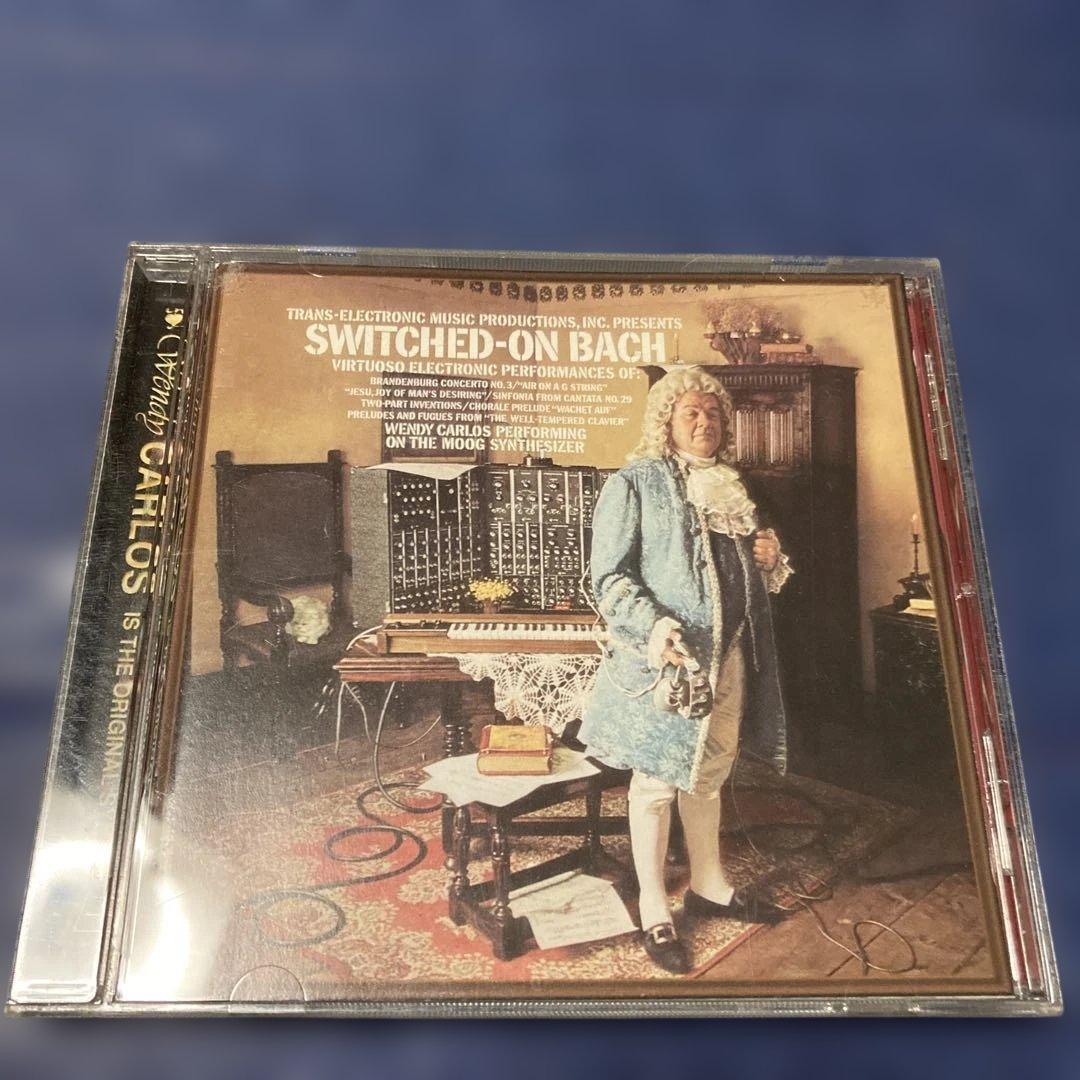 TRANS-ELECTRONIC MUSIC PRODUCTIONS, INC. PRESENTS
SWITCHED-ON BACH
VIRTUOSO ELECTRONIC PERFORMANCES OF:
BRANDENBURG CONCERTO NO. 3/"AIR ON A G STRING"
"JESU, JOY OF MAN'S DESIRING"/SINFONIA FROM CANTATA NO. 29
TWO-PART INVENTIONS/CHORALE PRELUDE "WACHET AUF"
PRELUDES AND FUGUES FROM "THE WELL-TEMPERED CLAVIER"
WENDY CARLOS PERFORMING
ON THE MOOG SYNTHESIZER
Wendy CARLOS IS THE ORIGINAL